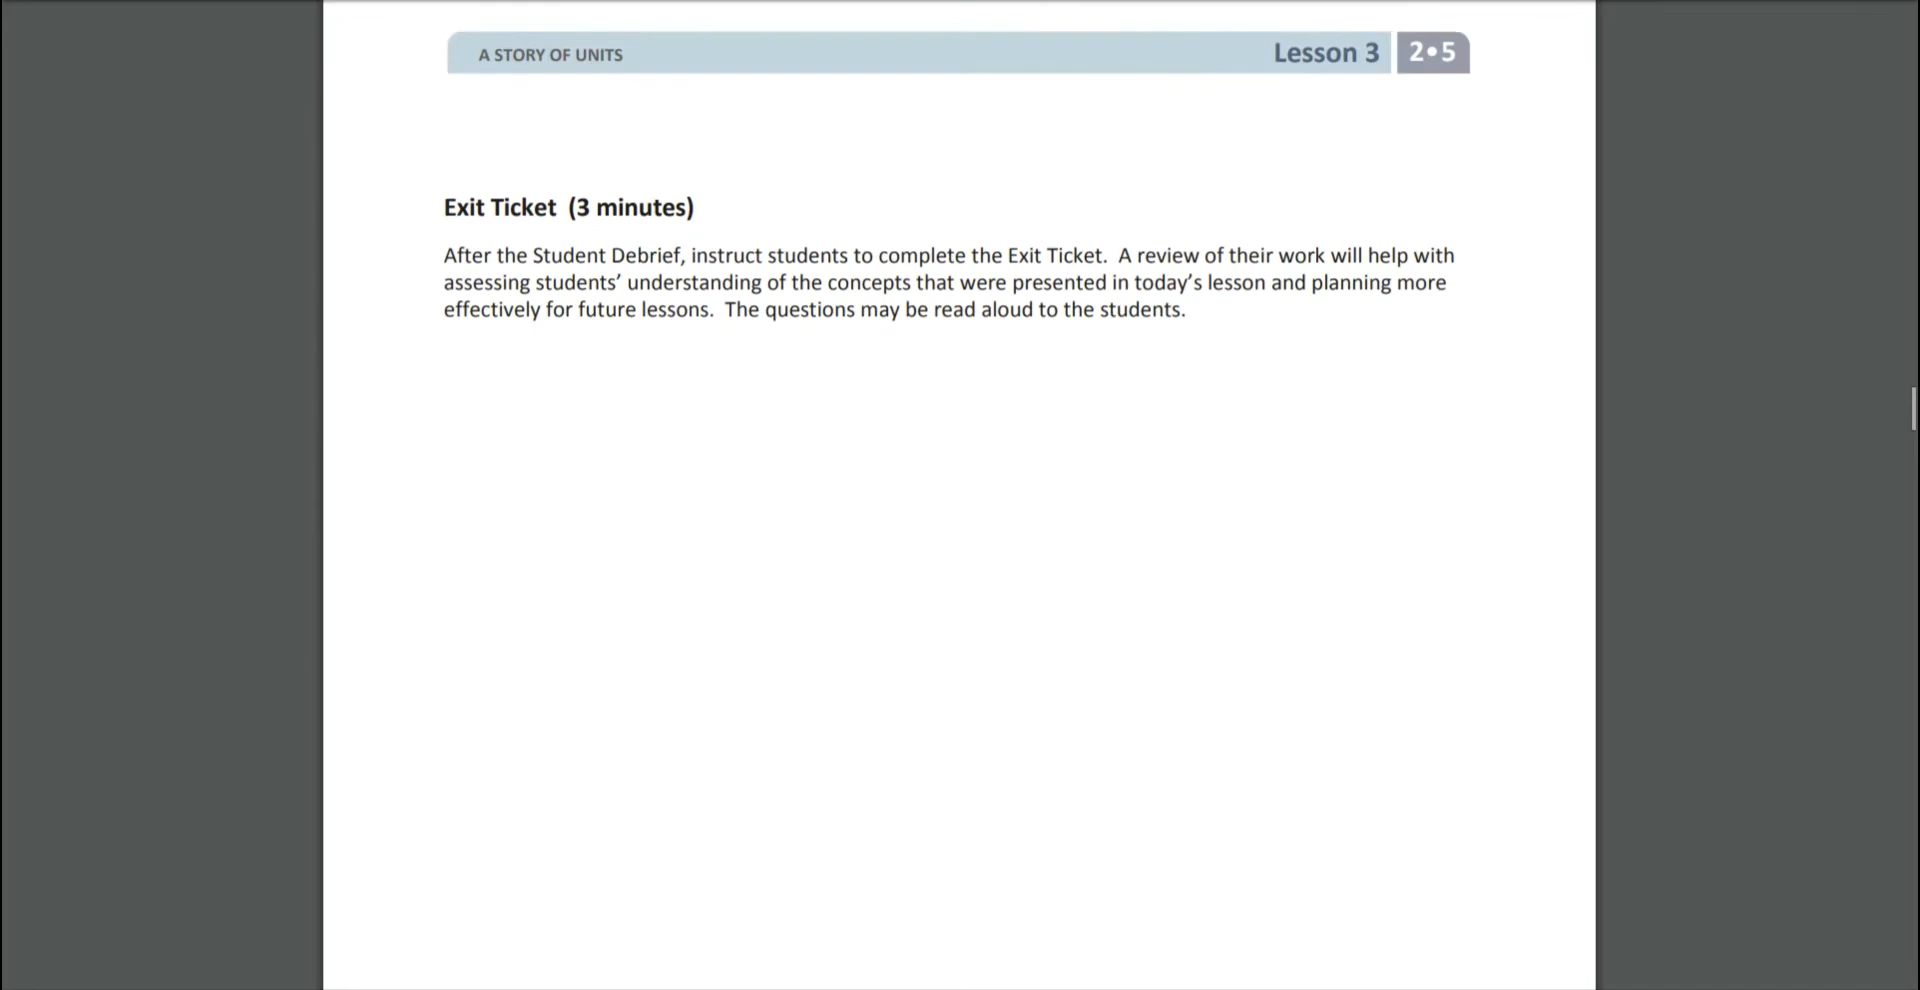 A STORY OF UNITS
Lesson 3
2•5
Exit Ticket  (3 minutes)
After the Student Debrief, instruct students to complete the Exit Ticket.  A review of their work will help with
assessing students’ understanding of the concepts that were presented in today’s lesson and planning more
effectively for future lessons.  The questions may be read aloud to the students.